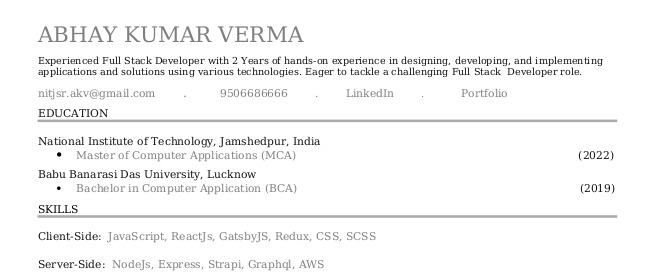 ABHAY KUMAR VERMA
Experienced Full Stack Developer with 2 Years of hands-on experience in designing, developing, and implementing
applications and solutions using various technologies. Eager to tackle a challenging Full Stack  Developer role.
nitjsr.akv@gmail.com . 9506686666 . LinkedIn . Portfolio
EDUCATION
National Institute of Technology, Jamshedpur, India
• Master of Computer Applications (MCA) (2022)
Babu Banarasi Das University, Lucknow
• Bachelor in Computer Application (BCA) (2019)
SKILLS
Client-Side: JavaScript, ReactJs, GatsbyJS, Redux, CSS, SCSS
Server-Side: NodeJs, Express, Strapi, Graphql, AWS